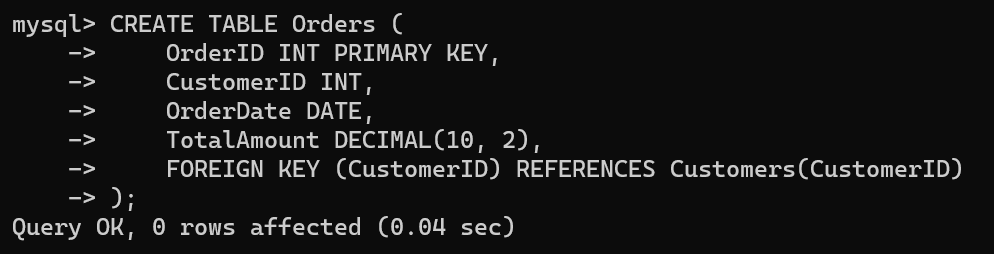 mysql> CREATE TABLE Orders (
    ->     OrderID INT PRIMARY KEY,
    ->     CustomerID INT,
    ->     OrderDate DATE,
    ->     TotalAmount DECIMAL(10, 2),
    ->     FOREIGN KEY (CustomerID) REFERENCES Customers(CustomerID)
    -> );
Query OK, 0 rows affected (0.04 sec)